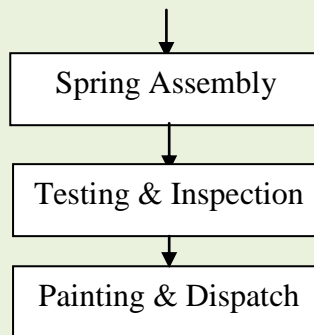 Spring Assembly
Testing & Inspection
Painting & Dispatch